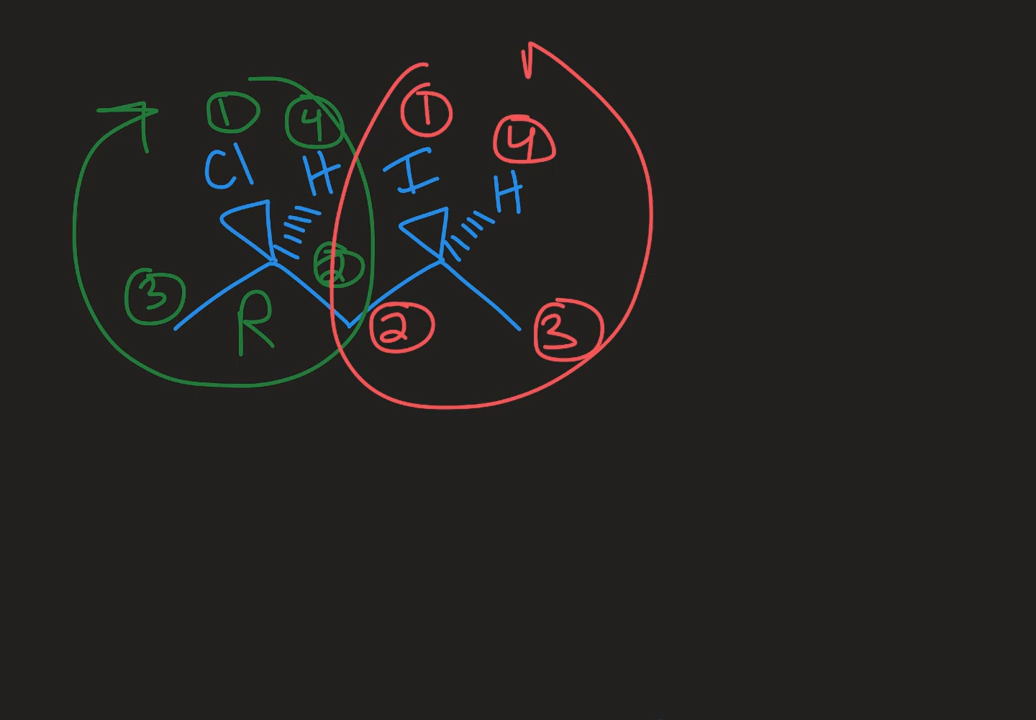 ① ④ ① ④
Cl H I H
③ ② ② ③
R